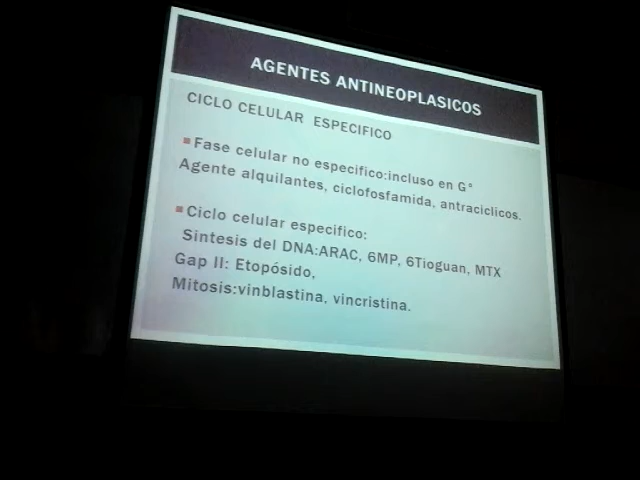 AGENTES ANTINEOPLASICOS
CICLO CELULAR ESPECIFICO
Fase celular no especifico:incluso en G°
Agente alquilantes, ciclofosfamida, antraciclicos.
Ciclo celular especifico:
Sintesis del DNA:ARAC, 6MP, 6Tioguan, MTX
Gap II: Etopósido,
Mitosis:vinblastina, vincristina.